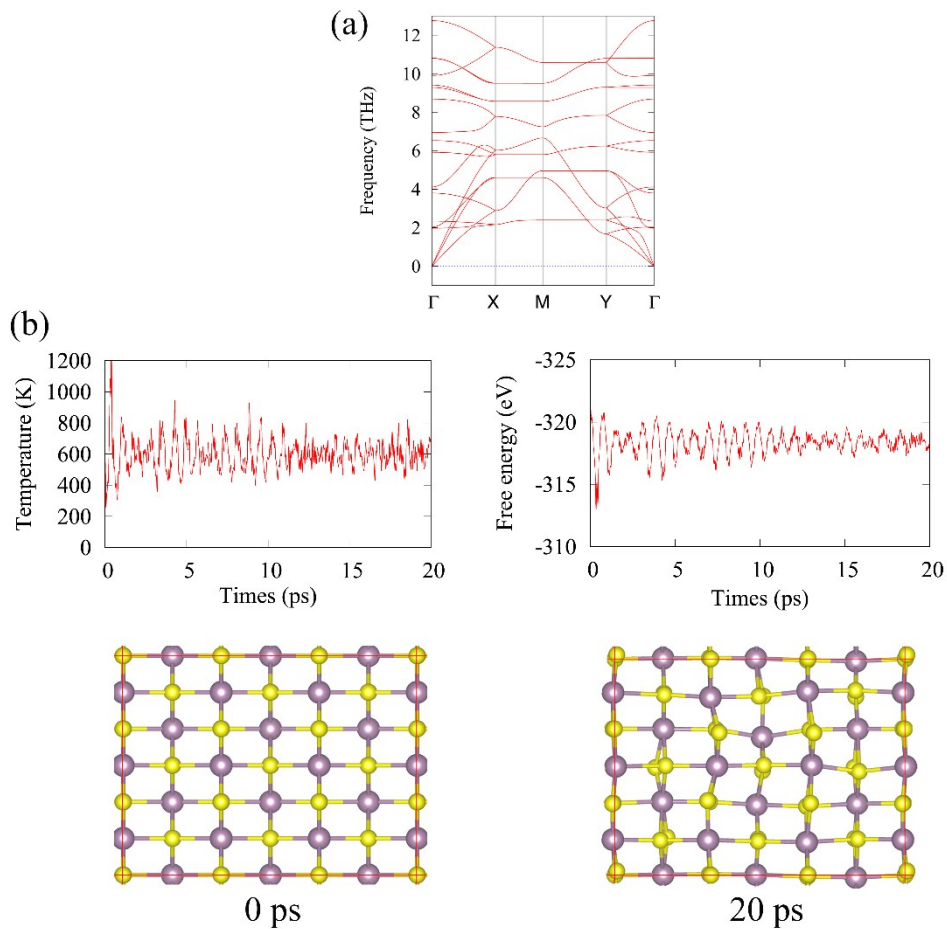 (a)
Frequency (THz)
12
10
8
6
4
2
0
Γ X M Y Γ
(b)
Temperature (K)
1200
1000
800
600
400
200
0
0 5 10 15 20
Times (ps)
Free energy (eV)
-325
-320
-315
-310
0 5 10 15 20
Times (ps)
0 ps
20 ps